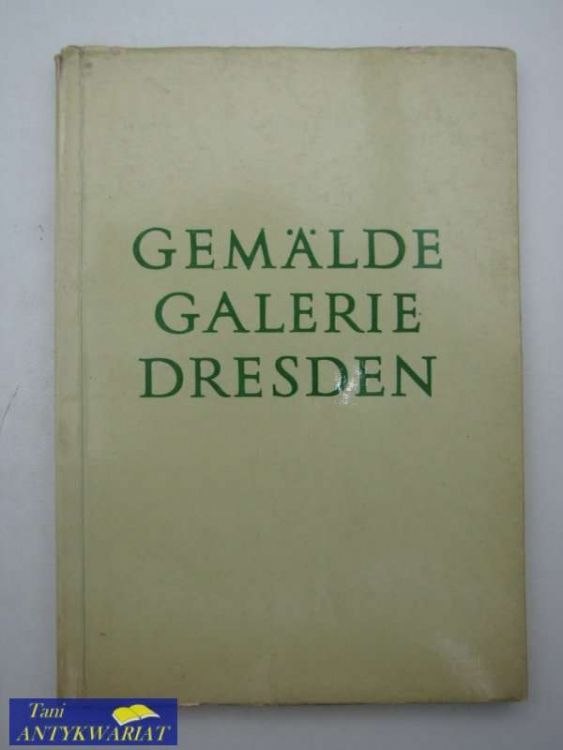 GEMÄLDE
GALERIE
DRESDEN
Tani
ANTYKWARIAT